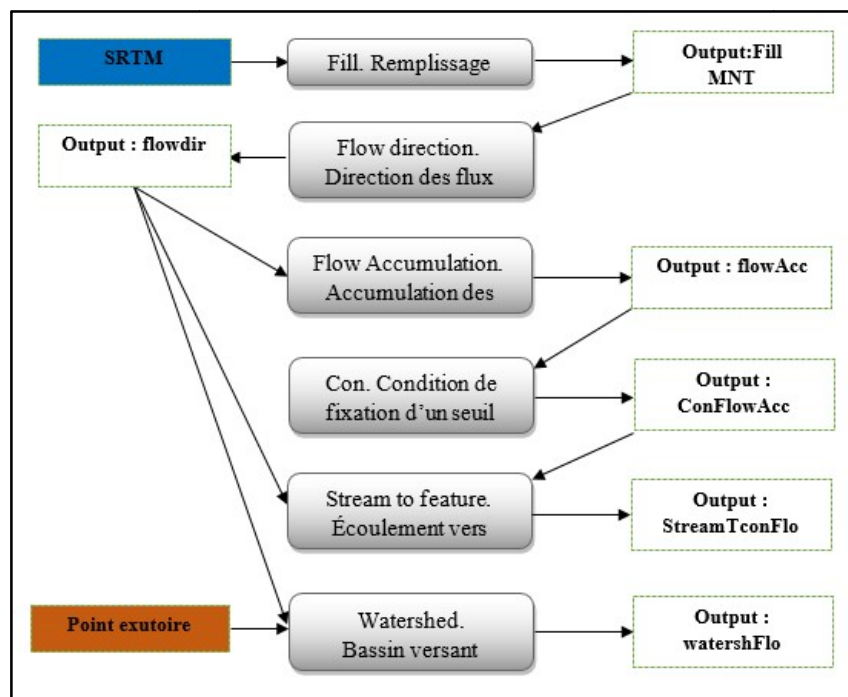 SRTM
Fill. Remplissage
Output:Fill
MNT
Output : flowdir
Flow direction.
Direction des flux
Flow Accumulation.
Accumulation des
Output : flowAcc
Con. Condition de
fixation d’un seuil
Output :
ConFlowAcc
Stream to feature.
Écoulement vers
Output :
StreamTconFlo
Point exutoire
Watershed.
Bassin versant
Output :
watershFlo